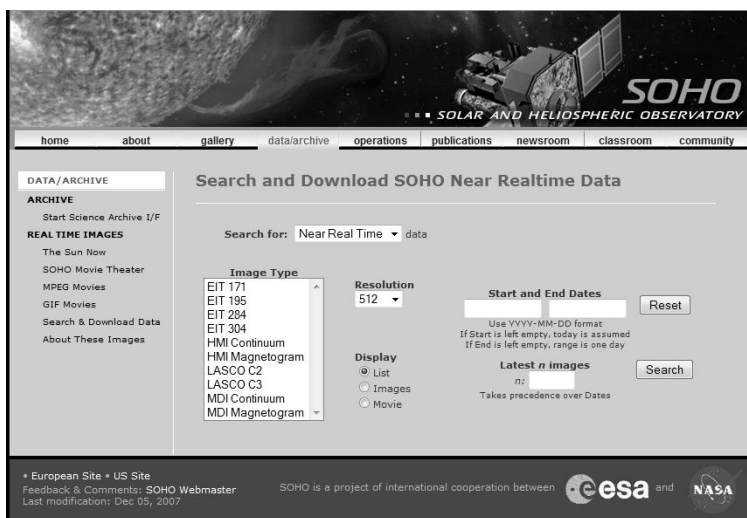 SOHO
SOLAR AND HELIOSPHERIC OBSERVATORY
home about gallery data/archive operations publications newsroom classroom community
DATA/ARCHIVE
ARCHIVE
Start Science Archive I/F
REAL TIME IMAGES
The Sun Now
SOHO Movie Theater
MPEG Movies
GIF Movies
Search & Download Data
About These Images
Search and Download SOHO Near Realtime Data
Search for: Near Real Time data
Image Type
EIT 171
EIT 195
EIT 284
EIT 304
HMI Continuum
HMI Magnetogram
LASCO C2
LASCO C3
MDI Continuum
MDI Magnetogram
Resolution
512
Display
List
Images
Movie
Start and End Dates
Reset
Use YYYY-MM-DD format
If Start is left empty, today is assumed
If End is left empty, range is one day
Latest n images
n:
Search
Takes precedence over Dates
• European Site • US Site
Feedback & Comments: SOHO Webmaster
Last modification: Dec 05, 2007
SOHO is a project of international cooperation between esa and NASA